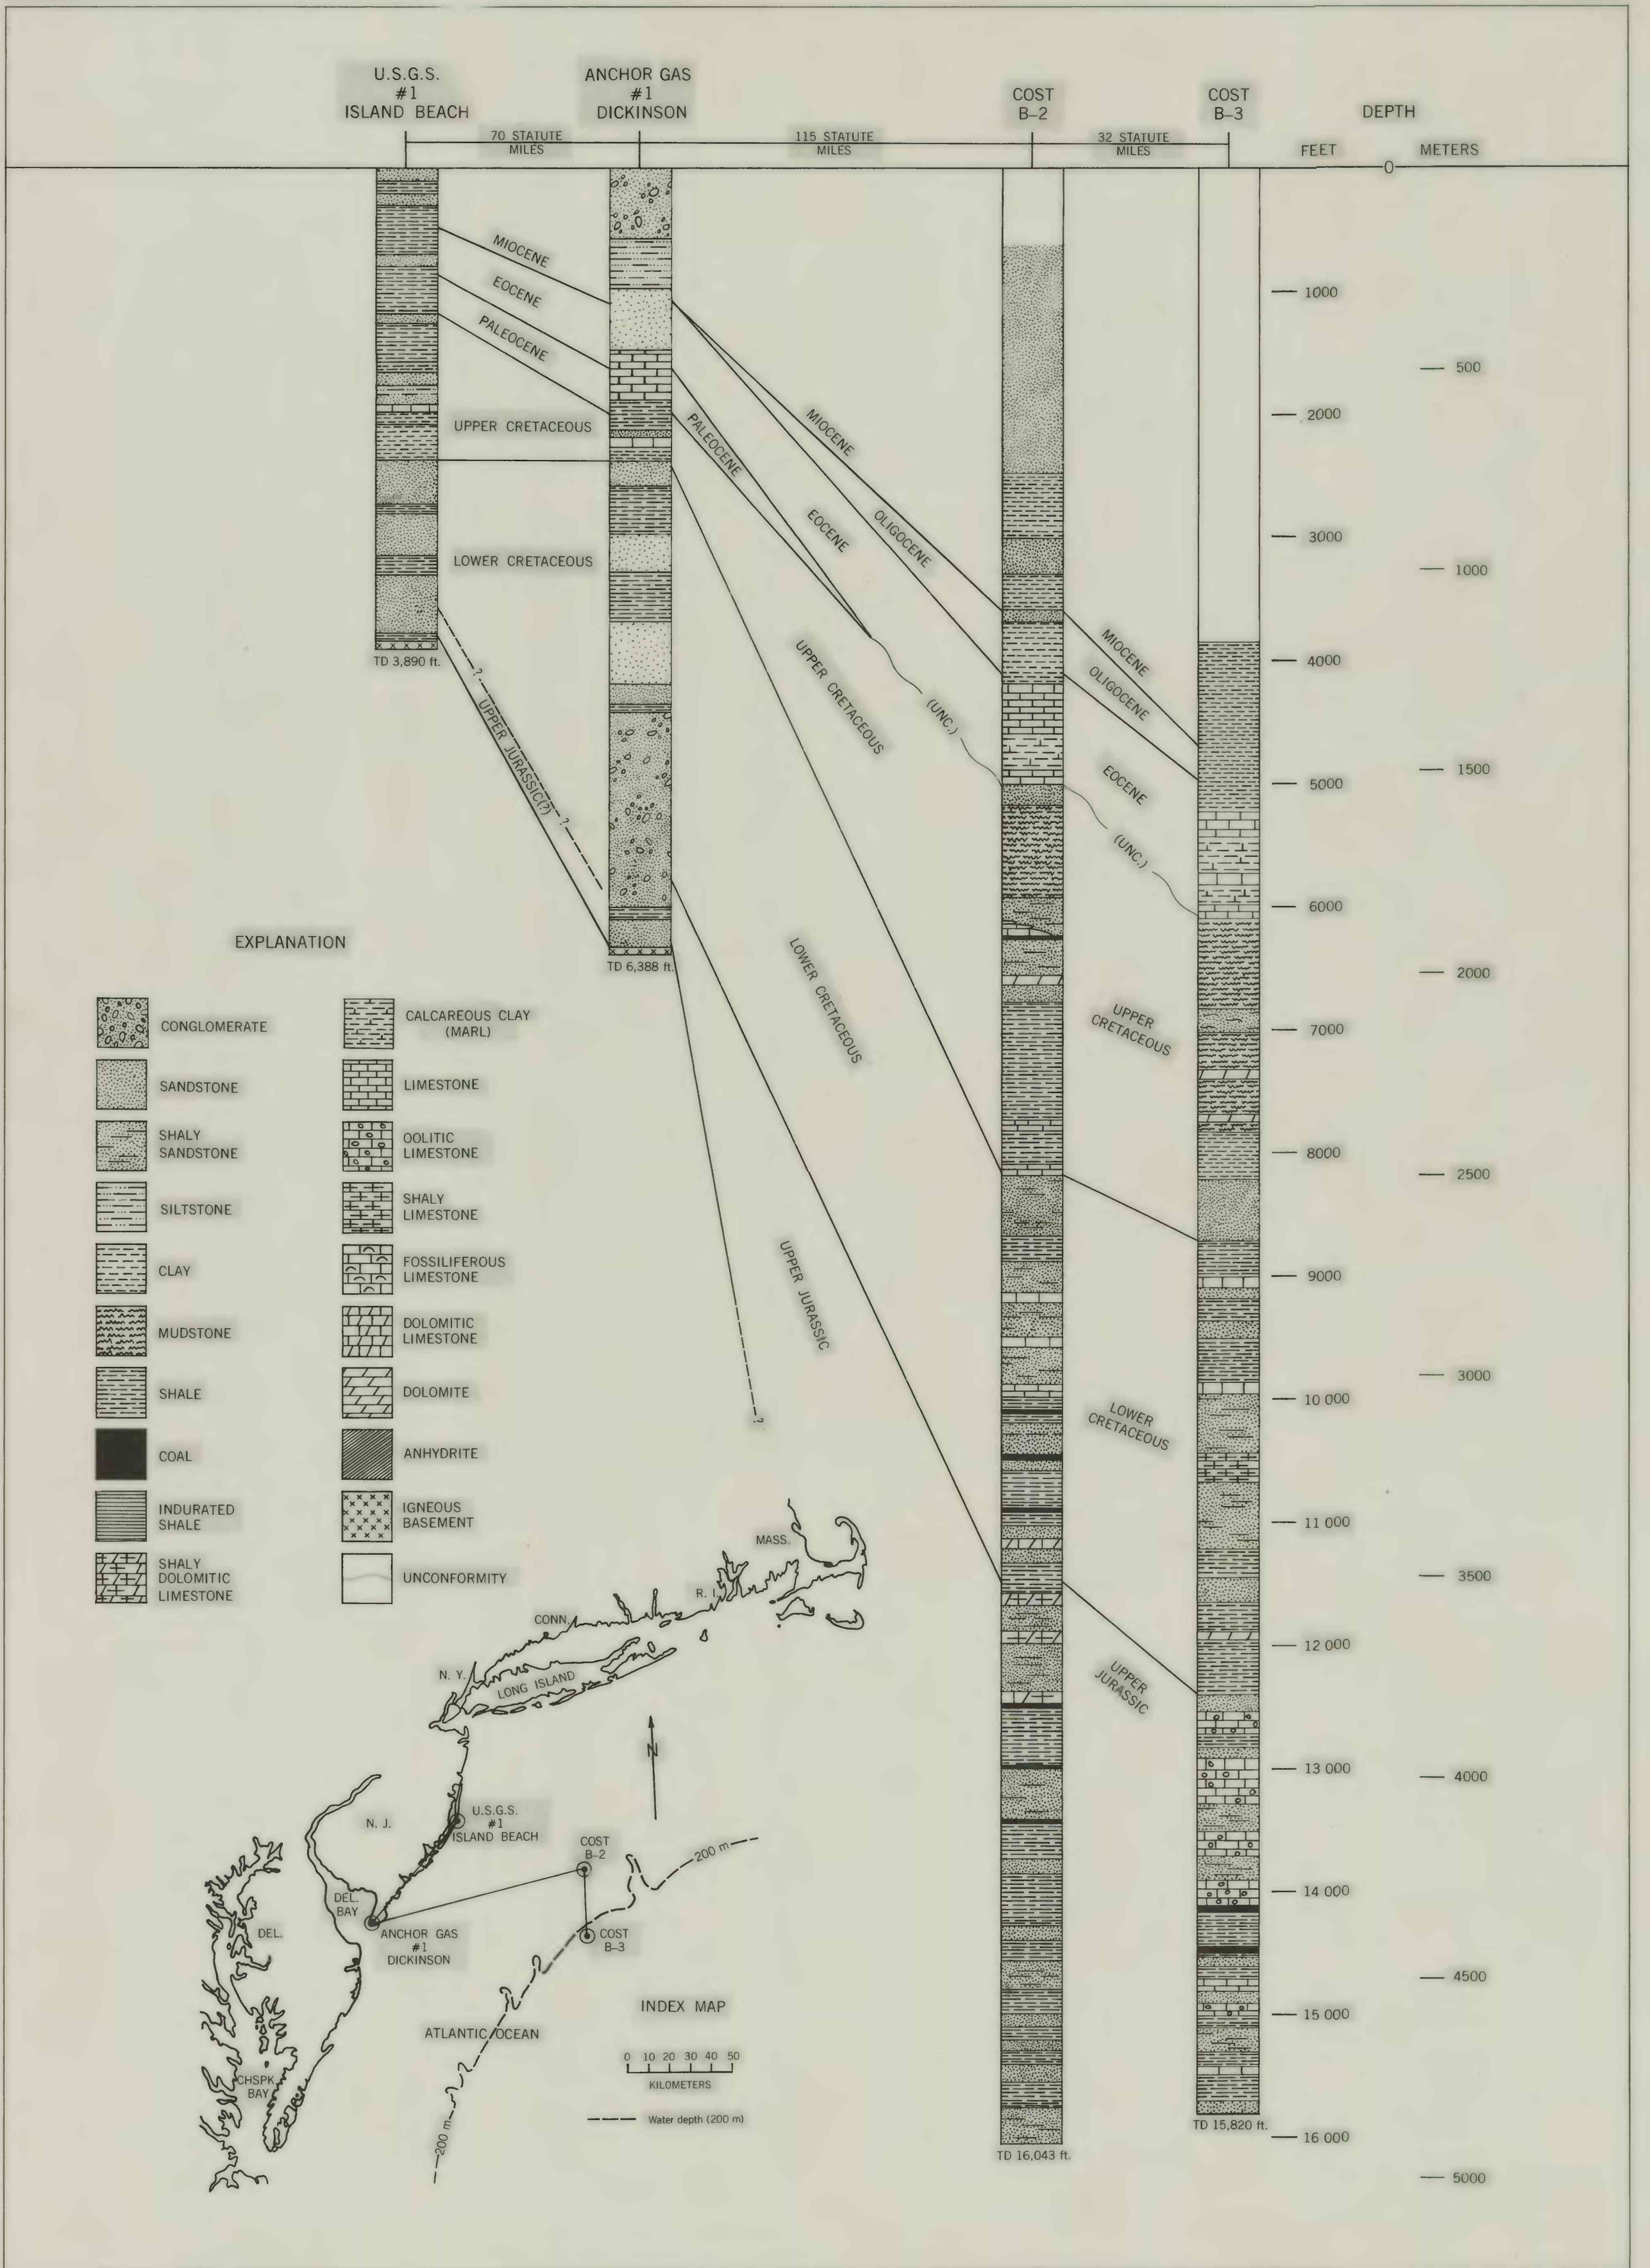 U.S.G.S.
#1
ISLAND BEACH
ANCHOR GAS
#1
DICKINSON
COST
B–2
COST
B–3
DEPTH
70 STATUTE
MILES
115 STATUTE
MILES
32 STATUTE
MILES
FEET
METERS
0
MIOCENE
EOCENE
PALEOCENE
UPPER CRETACEOUS
LOWER CRETACEOUS
TD 3,890 ft.
?
UPPER JURASSIC(?)
?
TD 6,388 ft.
MIOCENE
OLIGOCENE
EOCENE
PALEOCENE
(UNC.)
UPPER CRETACEOUS
LOWER CRETACEOUS
UPPER JURASSIC
?
MIOCENE
OLIGOCENE
EOCENE
(UNC.)
UPPER
CRETACEOUS
LOWER
CRETACEOUS
UPPER
JURASSIC
TD 16,043 ft.
TD 15,820 ft.
1000
2000
3000
4000
5000
6000
7000
8000
9000
10 000
11 000
12 000
13 000
14 000
15 000
16 000
500
1000
1500
2000
2500
3000
3500
4000
4500
5000
EXPLANATION
CONGLOMERATE
SANDSTONE
SHALY
SANDSTONE
SILTSTONE
CLAY
MUDSTONE
SHALE
COAL
INDURATED
SHALE
SHALY
DOLOMITIC
LIMESTONE
CALCAREOUS CLAY
(MARL)
LIMESTONE
OOLITIC
LIMESTONE
SHALY
LIMESTONE
FOSSILIFEROUS
LIMESTONE
DOLOMITIC
LIMESTONE
DOLOMITE
ANHYDRITE
IGNEOUS
BASEMENT
UNCONFORMITY
MASS.
R. I.
CONN.
N. Y.
LONG ISLAND
N
N. J.
U.S.G.S.
#1
ISLAND BEACH
COST
B–2
200 m
DEL.
BAY
DEL.
ANCHOR GAS
#1
DICKINSON
COST
B–3
INDEX MAP
ATLANTIC OCEAN
0 10 20 30 40 50
KILOMETERS
CHSPK.
BAY
Water depth (200 m)
200 m